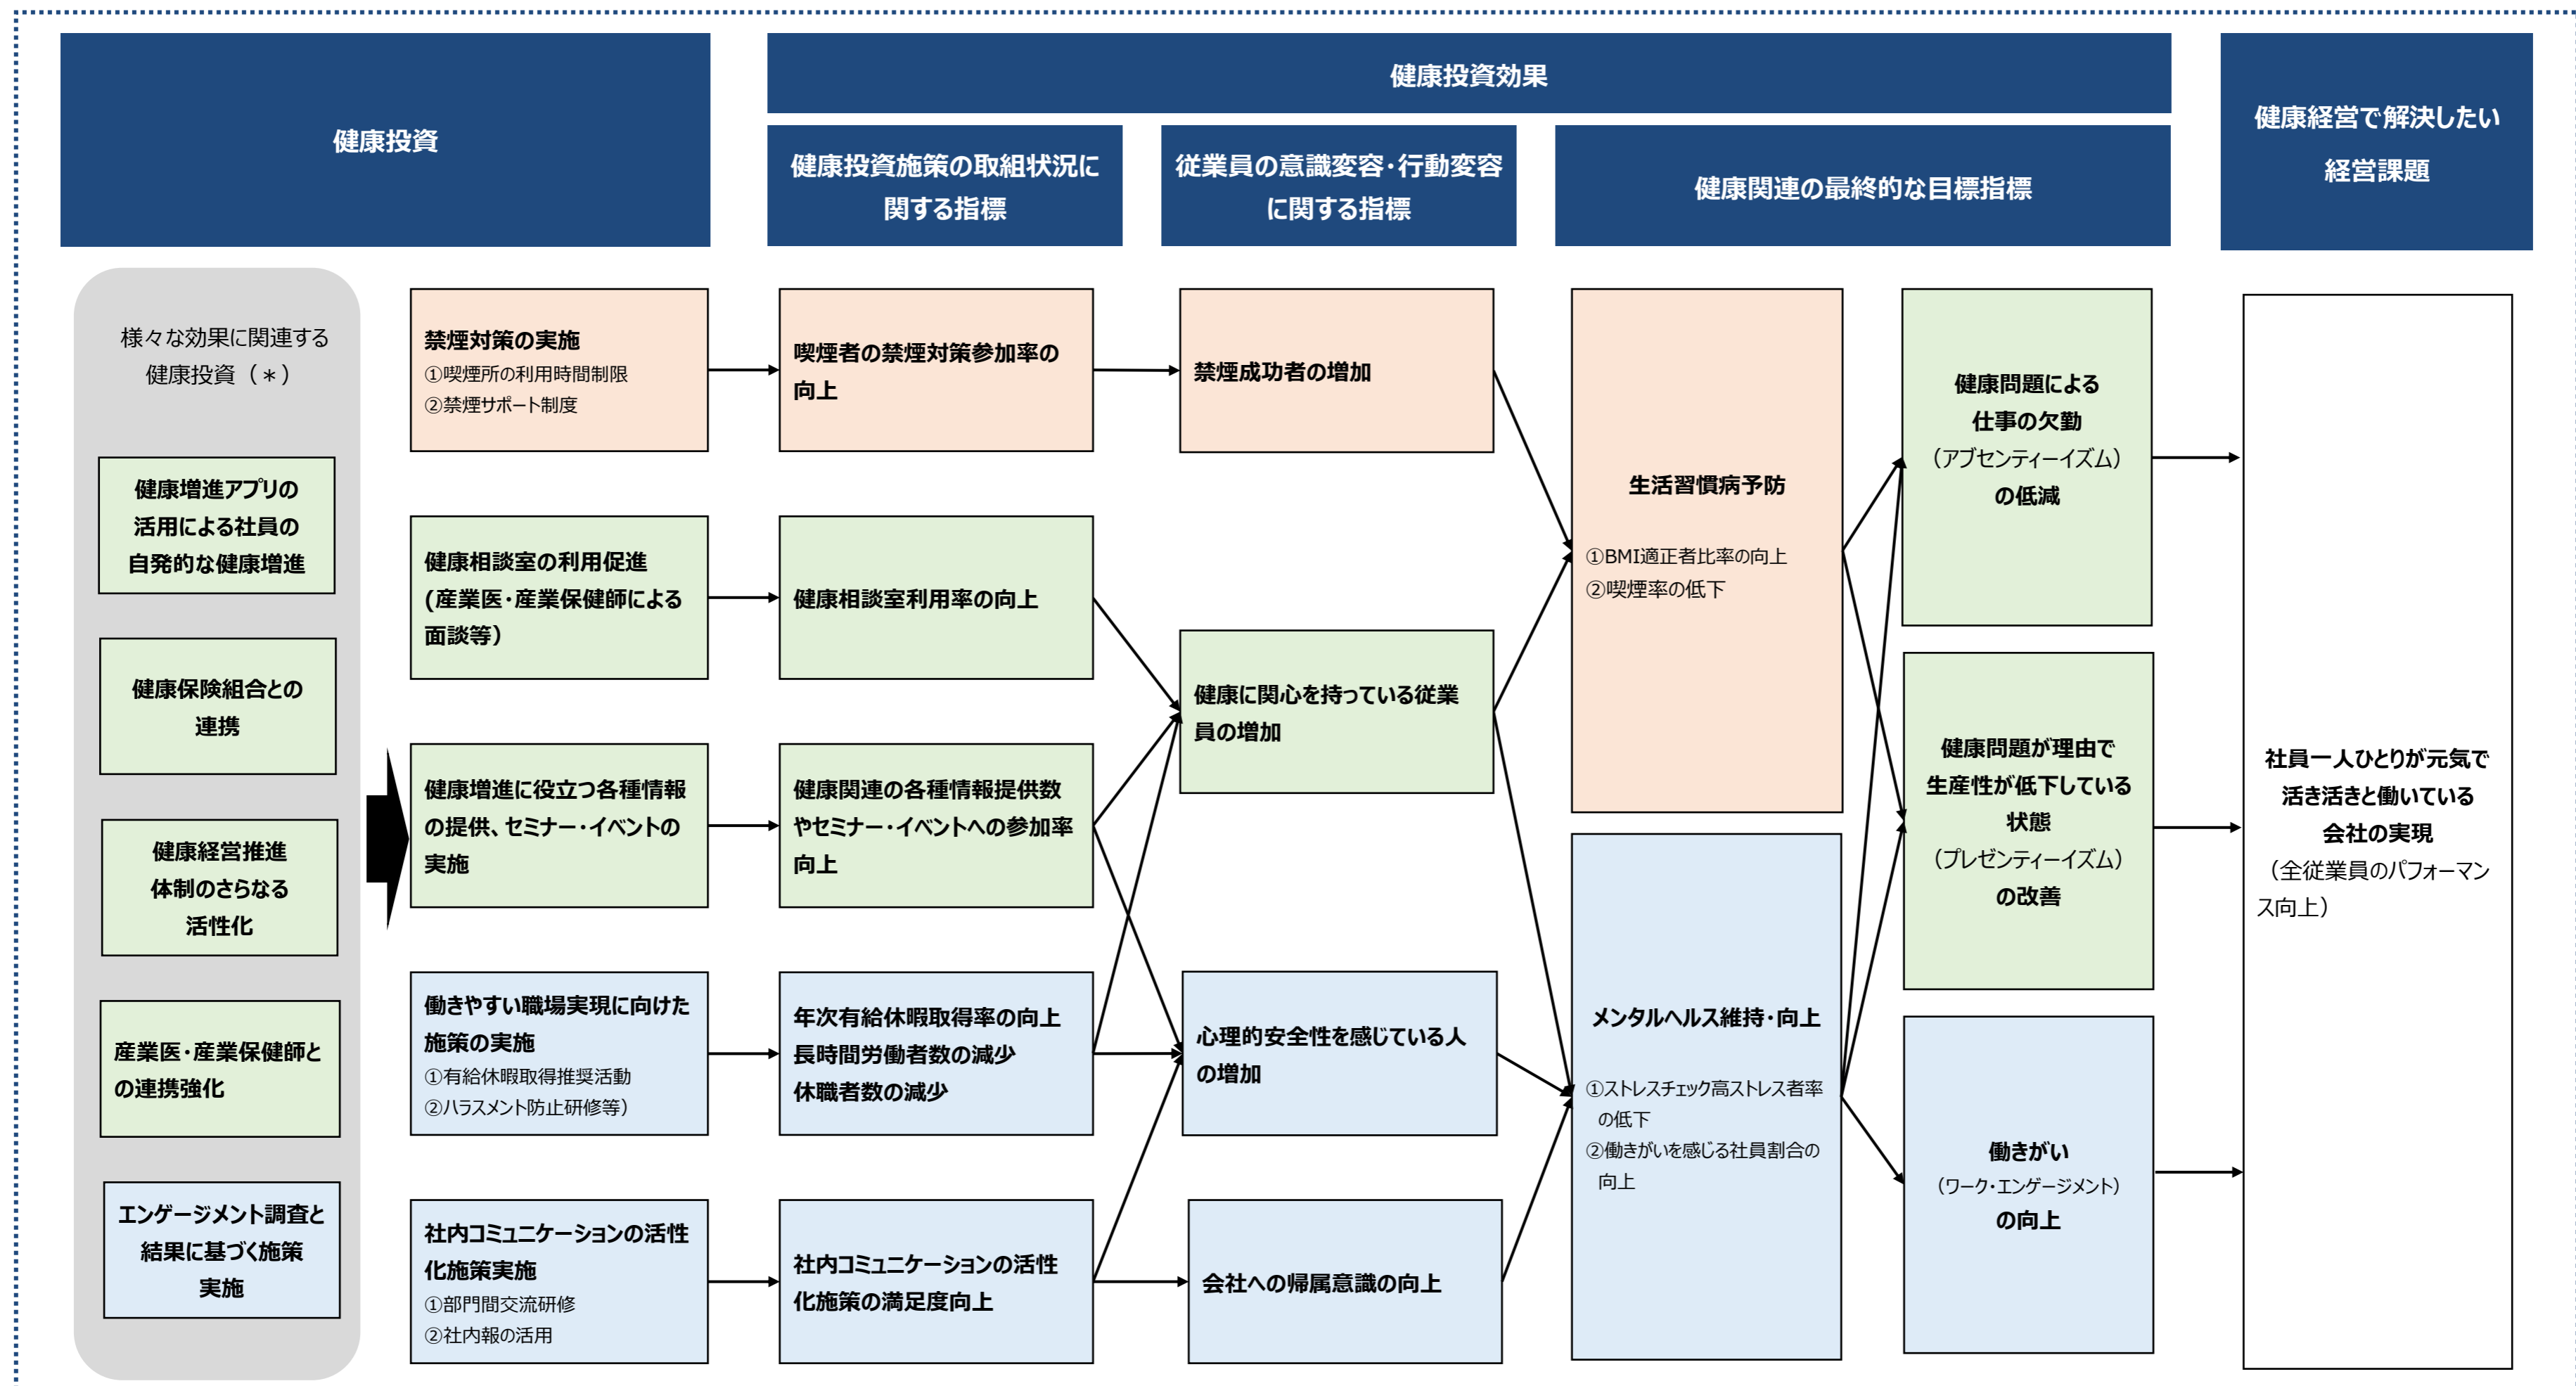 健康投資
健康投資効果
健康投資施策の取組状況に
関する指標
従業員の意識変容・行動変容
に関する指標
健康関連の最終的な目標指標
健康経営で解決したい
経営課題
様々な効果に関連する
健康投資（＊）
健康増進アプリの
活用による社員の
自発的な健康増進
健康保険組合との
連携
健康経営推進
体制のさらなる
活性化
産業医・産業保健師と
の連携強化
エンゲージメント調査と
結果に基づく施策
実施
禁煙対策の実施
①喫煙所の利用時間制限
②禁煙サポート制度
健康相談室の利用促進
(産業医・産業保健師による
面談等）
健康増進に役立つ各種情報
の提供、セミナー・イベントの
実施
働きやすい職場実現に向けた
施策の実施
①有給休暇取得推奨活動
②ハラスメント防止研修等）
社内コミュニケーションの活性
化施策実施
①部門間交流研修
②社内報の活用
喫煙者の禁煙対策参加率の
向上
健康相談室利用率の向上
健康関連の各種情報提供数
やセミナー・イベントへの参加率
向上
年次有給休暇取得率の向上
長時間労働者数の減少
休職者数の減少
社内コミュニケーションの活性
化施策の満足度向上
禁煙成功者の増加
健康に関心を持っている従業
員の増加
心理的安全性を感じている人
の増加
会社への帰属意識の向上
生活習慣病予防
①BMI適正者比率の向上
②喫煙率の低下
メンタルヘルス維持・向上
①ストレスチェック高ストレス者率
の低下
②働きがいを感じる社員割合の
向上
健康問題による
仕事の欠勤
（アブセンティーイズム）
の低減
健康問題が理由で
生産性が低下している
状態
（プレゼンティーイズム）
の改善
働きがい
（ワーク・エンゲージメント）
の向上
社員一人ひとりが元気で
活き活きと働いている
会社の実現
（全従業員のパフォーマン
ス向上）